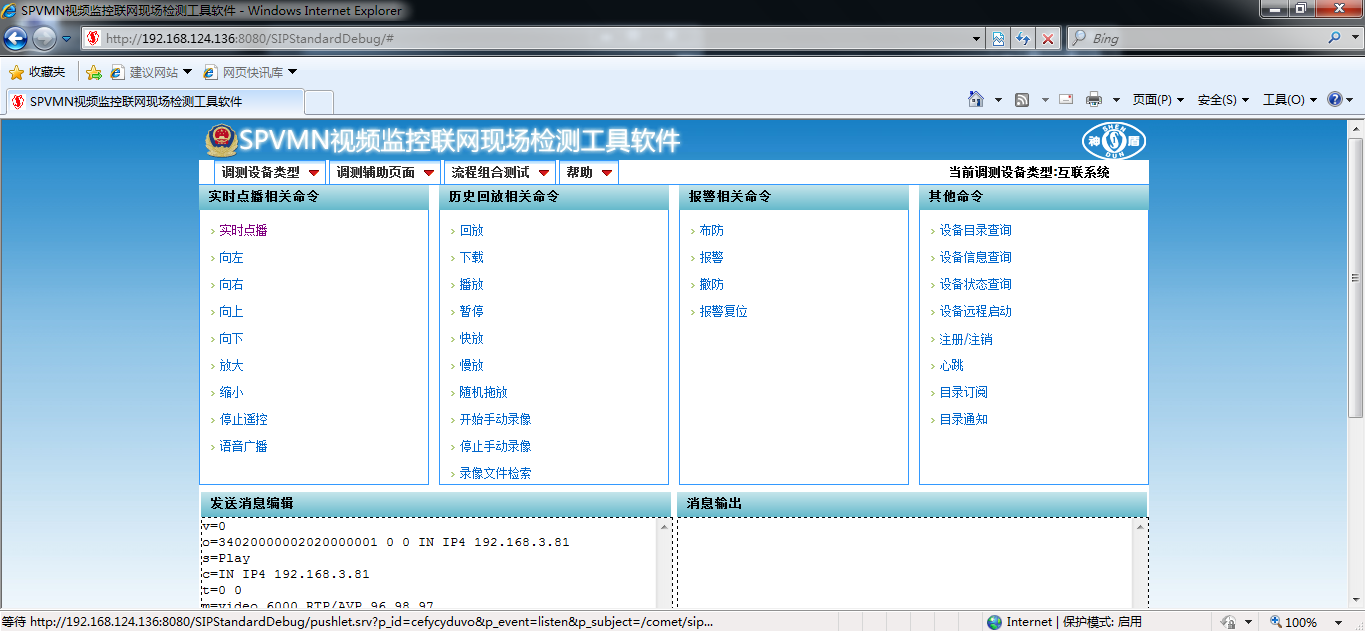 SPVMN视频监控联网现场检测工具软件 - Windows Internet Explorer
http://192.168.124.136:8080/SIPStandardDebug/#
Bing
收藏夹 建议网站 网页快讯库
SPVMN视频监控联网现场检测工具软件
页面(P) 安全(S) 工具(O)
SPVMN视频监控联网现场检测工具软件
SHEN
神 盾
DUN
调测设备类型 调测辅助页面 流程组合测试 帮助 当前调测设备类型:互联系统
实时点播相关命令
实时点播
向左
向右
向上
向下
放大
缩小
停止遥控
语音广播
历史回放相关命令
回放
下载
播放
暂停
快放
慢放
随机拖放
开始手动录像
停止手动录像
录像文件检索
报警相关命令
布防
报警
撤防
报警复位
其他命令
设备目录查询
设备信息查询
设备状态查询
设备远程启动
注册/注销
心跳
目录订阅
目录通知
发送消息编辑
v=0
o=34020000002020000001 0 0 IN IP4 192.168.3.81
s=Play
c=IN IP4 192.168.3.81
t=0 0
m=video 6000 RTP/AVP 96 98 97
消息输出
等待 http://192.168.124.136:8080/SIPStandardDebug/pushlet.srv?p_id=cefycyduvo&p_event=listen&p_subject=/comet/sip...
Internet | 保护模式: 启用
100%